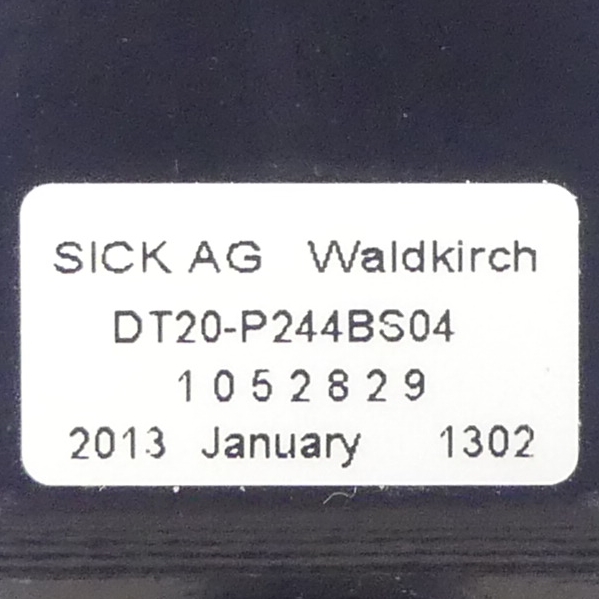 SICK AG Waldkirch
DT20-P244BS04
1052829
2013 January 1302